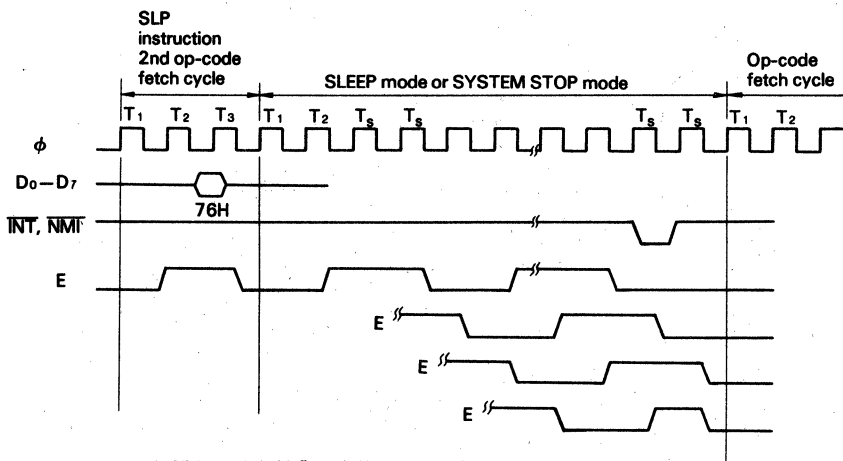 SLP
instruction
2nd op-code
fetch cycle
SLEEP mode or SYSTEM STOP mode
Op-code
fetch cycle
T1 T2 T3 T1 T2 Ts Ts Ts Ts T1 T2
ϕ
D0—D7
76H
INT, NMI
E
E
E
E